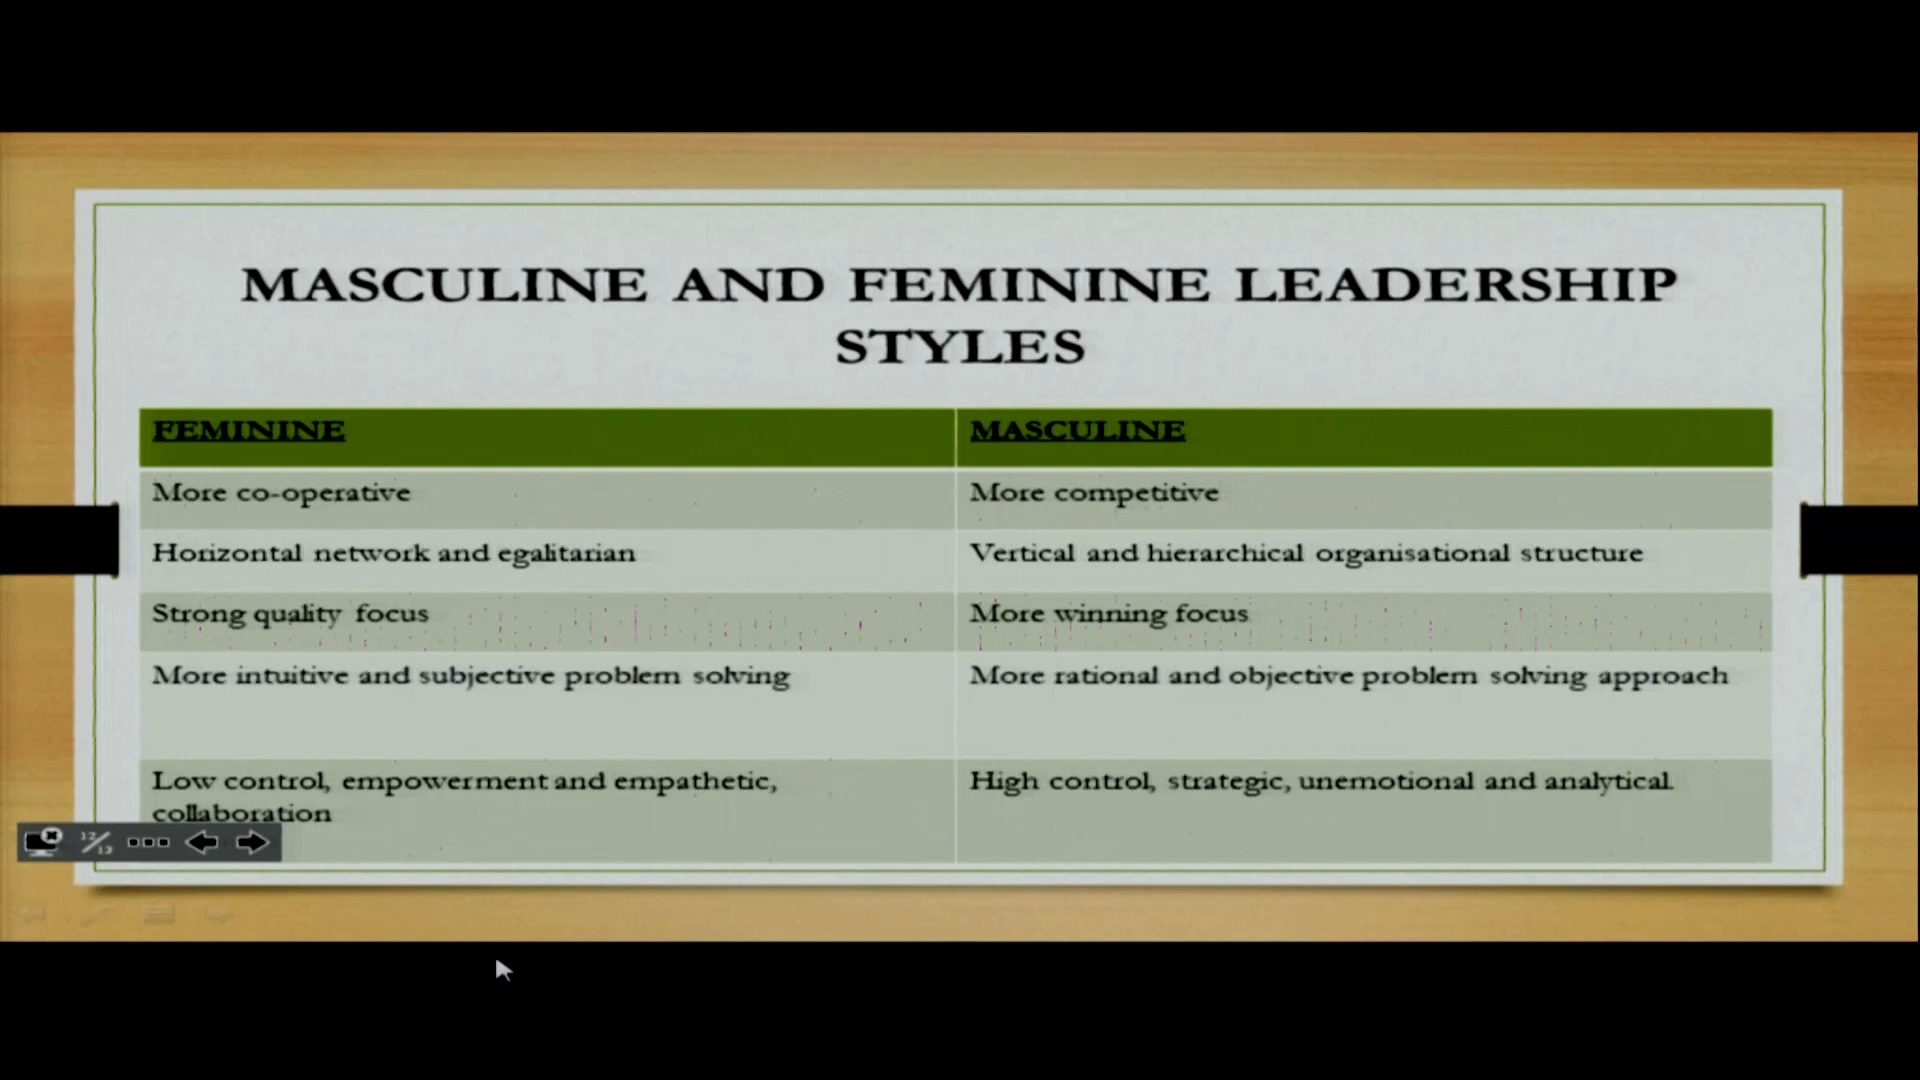 MASCULINE AND FEMININE LEADERSHIP
STYLES
FEMININE
MASCULINE
More co-operative
More competitive
Horizontal network and egalitarian
Vertical and hierarchical organisational structure
Strong quality focus
More winning focus
More intuitive and subjective problem solving
More rational and objective problem solving approach
Low control, empowerment and empathetic,
collaboration
High control, strategic, unemotional and analytical.
12/13